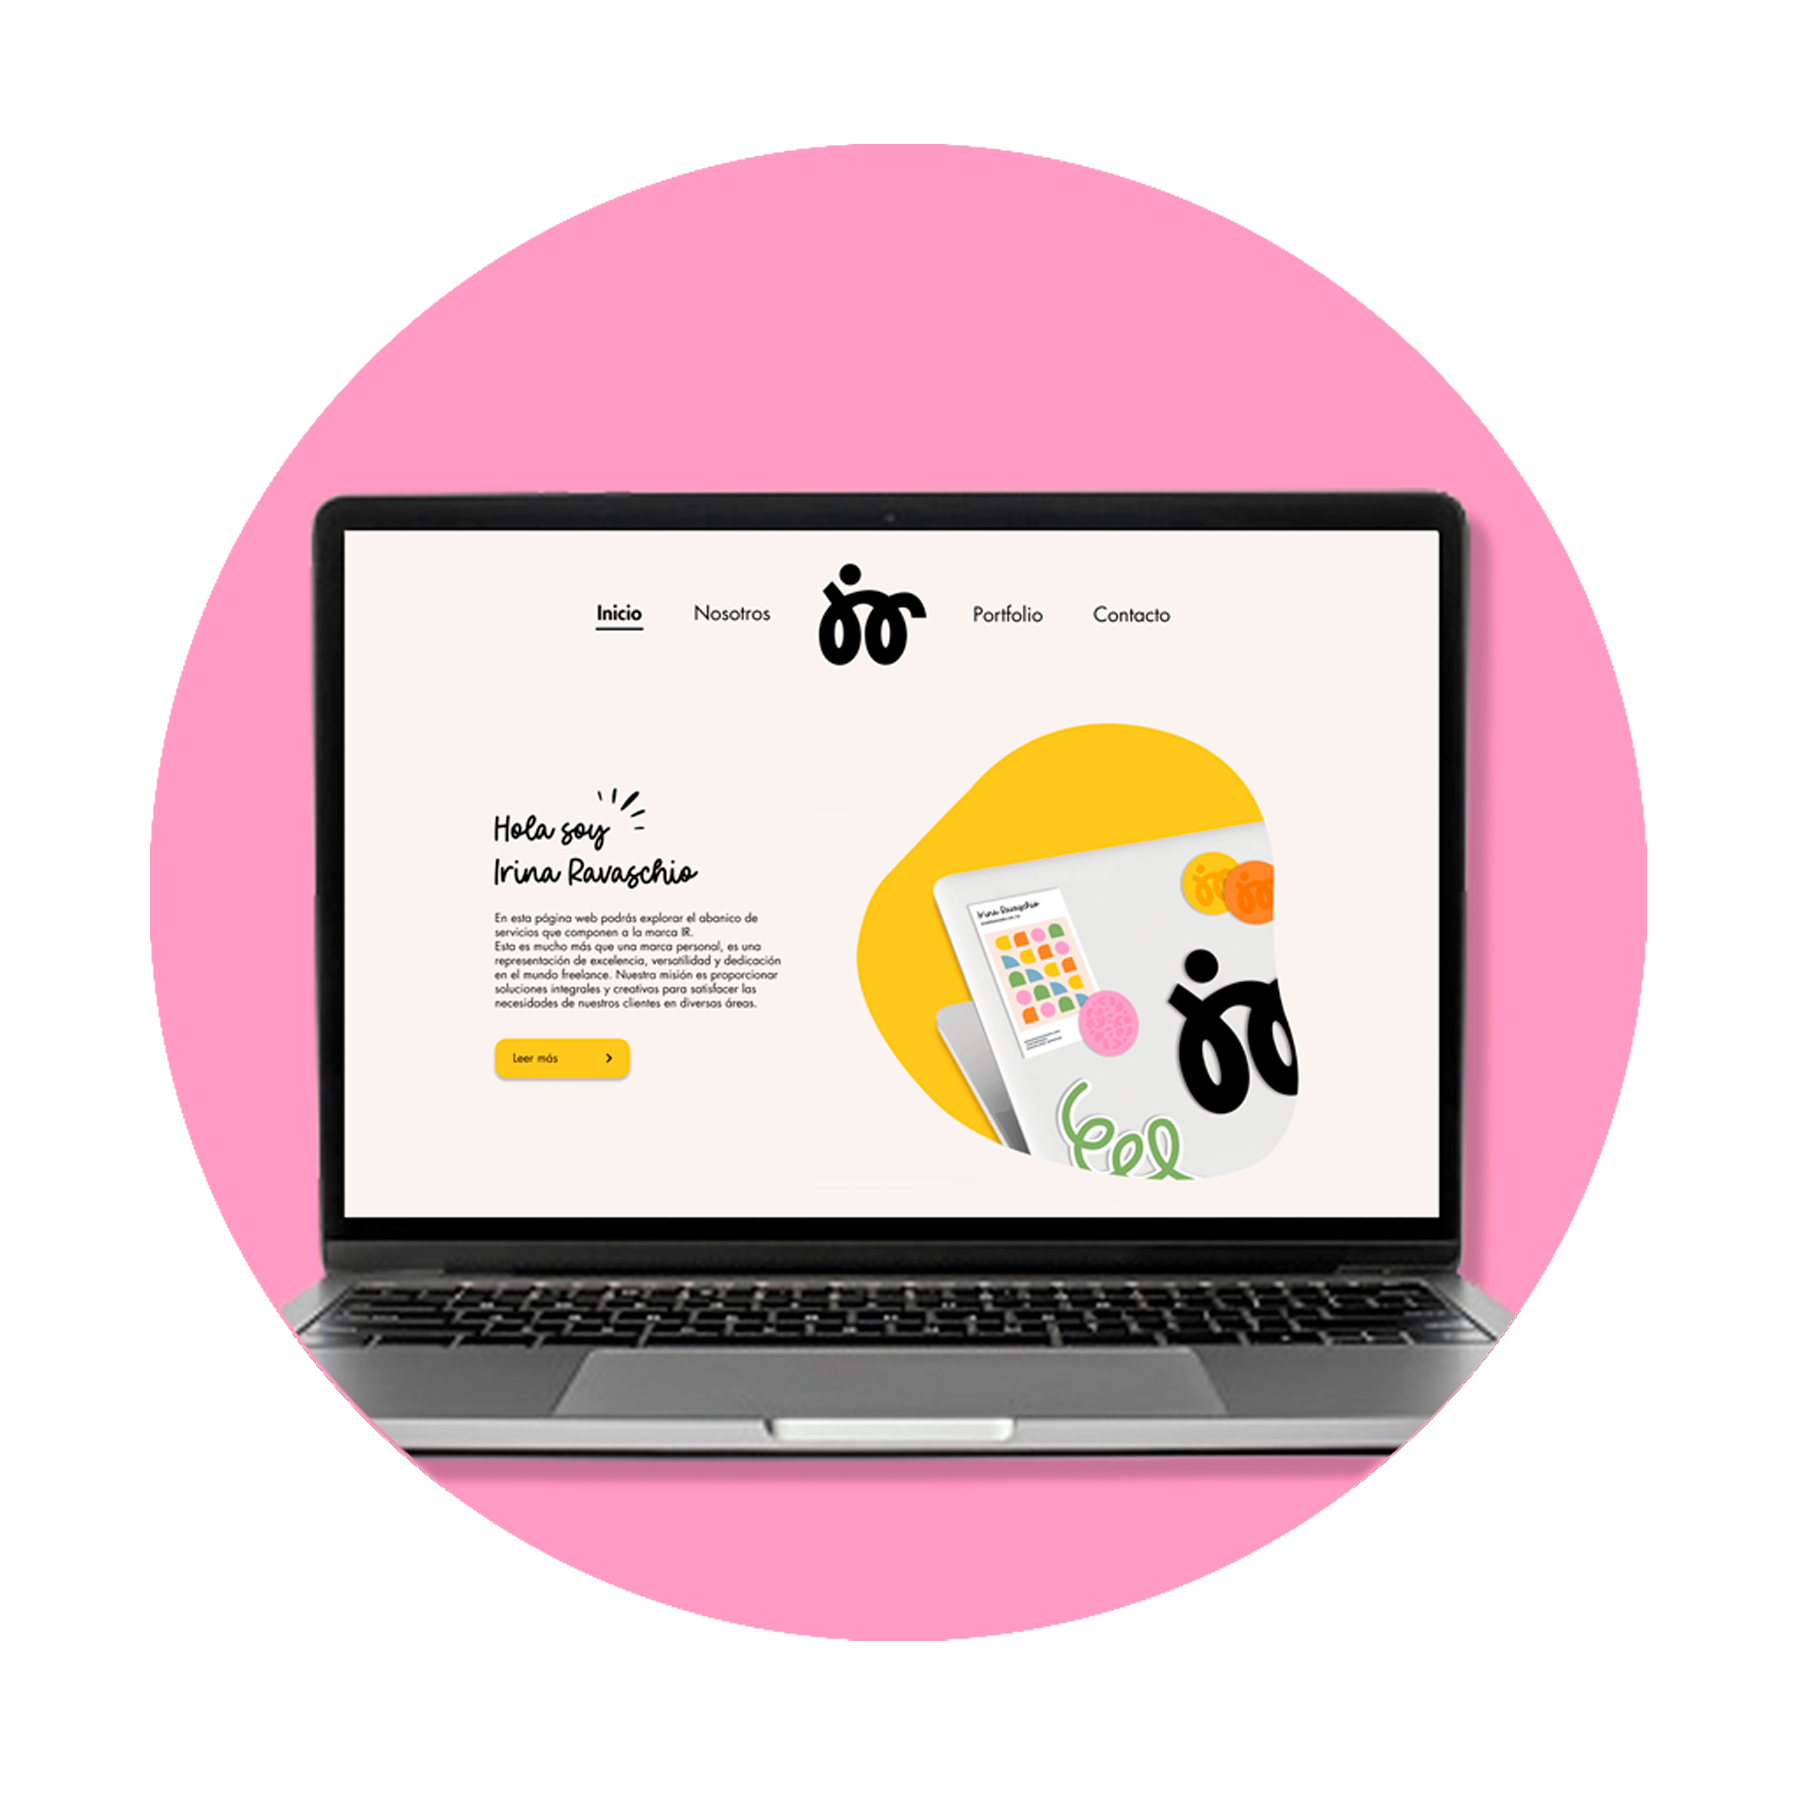 Inicio
Nosotros
ir
Portfolio
Contacto
Hola soy
Irina Ravaschio
En esta página web podrás explorar el abanico de
servicios que componen a la marca IR.
Esta es mucho más que una marca personal, es una
representación de excelencia, versatilidad y dedicación
en el mundo freelance. Nuestra misión es proporcionar
soluciones integrales y creativas para satisfacer las
necesidades de nuestros clientes en diversas áreas.
Leer más
Irina Ravaschio